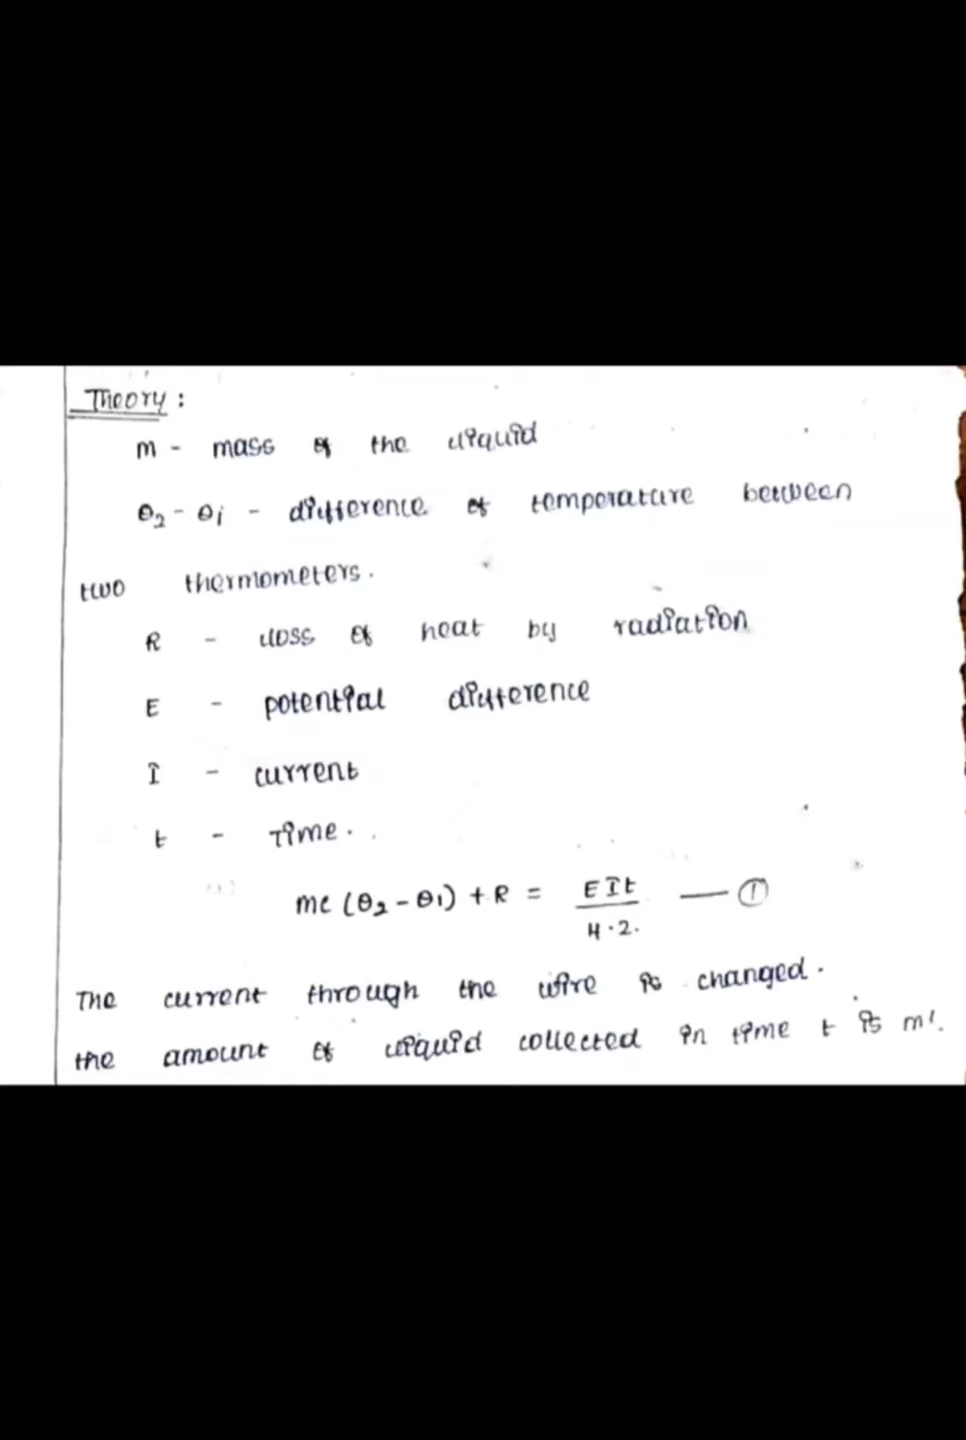 Theory :
m - mass of the liquid
θ₂ - θ₁ - difference of temperature between
two thermometers.
R - loss of heat by radiation
E - potential difference
I - current
t - Time.
mc (θ₂ - θ₁) + R = EIt / 4.2. — ①
The current through the wire is changed.
the amount of liquid collected in time t is m'.